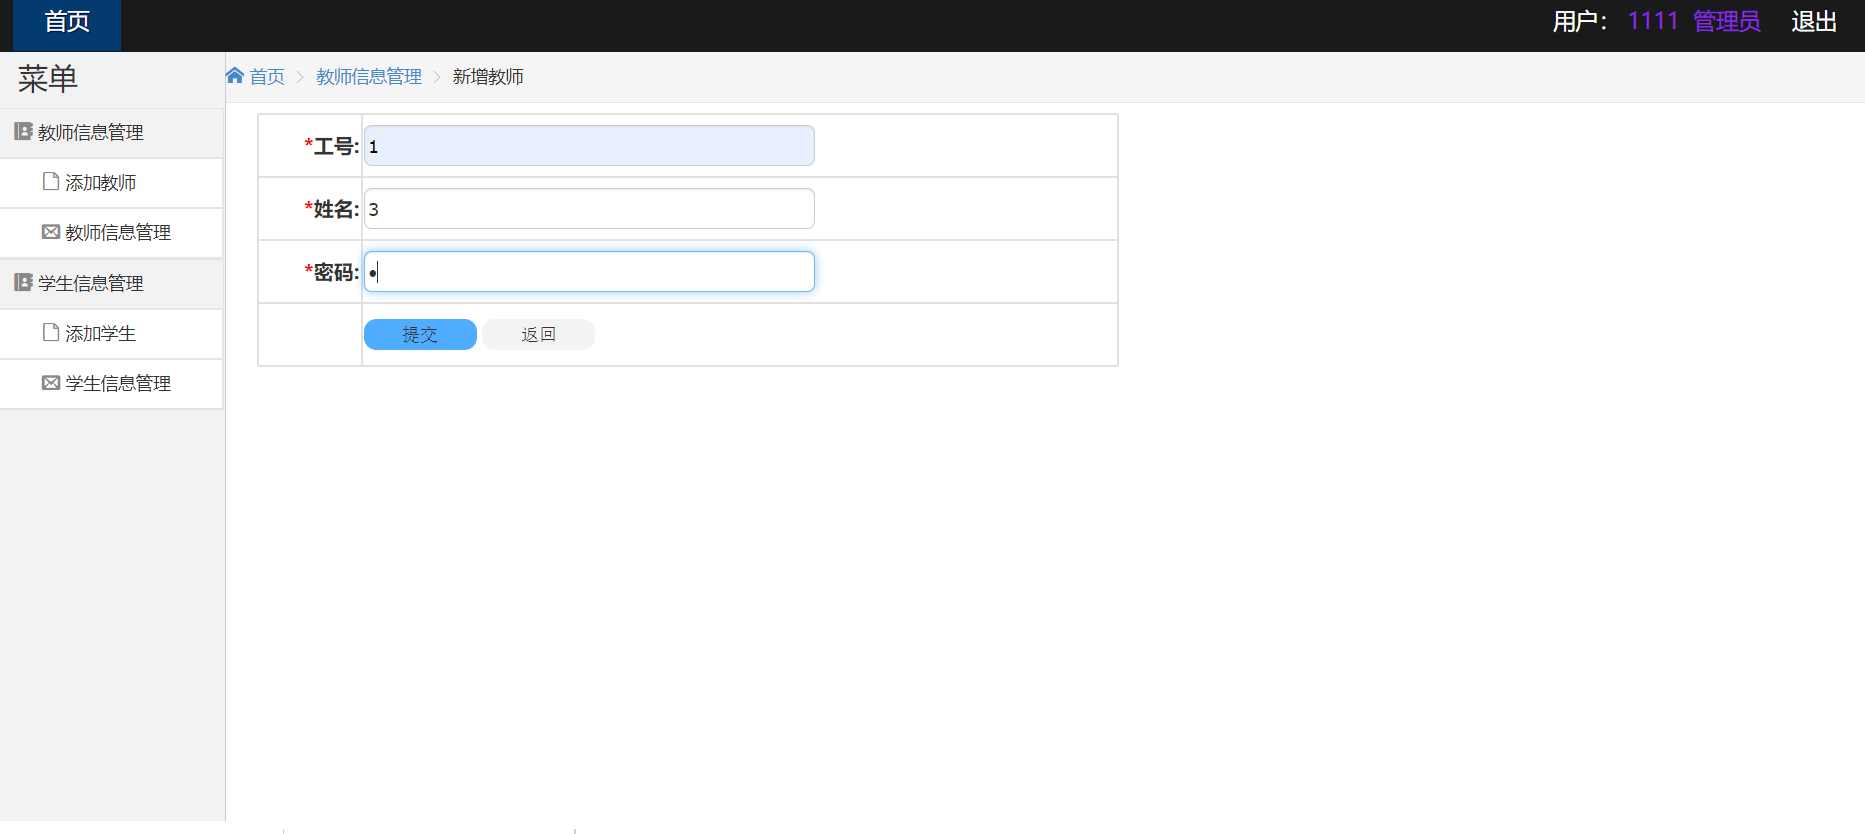 首页
用户： 1111 管理员 退出
菜单
首页 > 教师信息管理 > 新增教师
教师信息管理
添加教师
教师信息管理
学生信息管理
添加学生
学生信息管理
*工号: 1
*姓名: 3
*密码: •
提交 返回